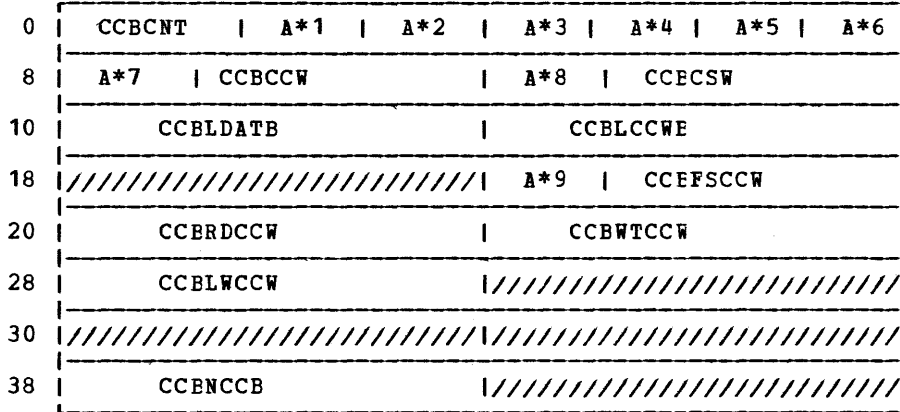 0 | CCBCNT | A*1 | A*2 | A*3 | A*4 | A*5 | A*6
8 | A*7 | CCBCCW | A*8 | CCECSW
10 | CCBLDATB | CCBLCCWE
18 |///////////////////////////| A*9 | CCEFSCCW
20 | CCBRDCCW | CCBWTCCW
28 | CCBLWCCW |///////////////////////////
30 |///////////////////////////|///////////////////////////
38 | CCBNCCB |///////////////////////////